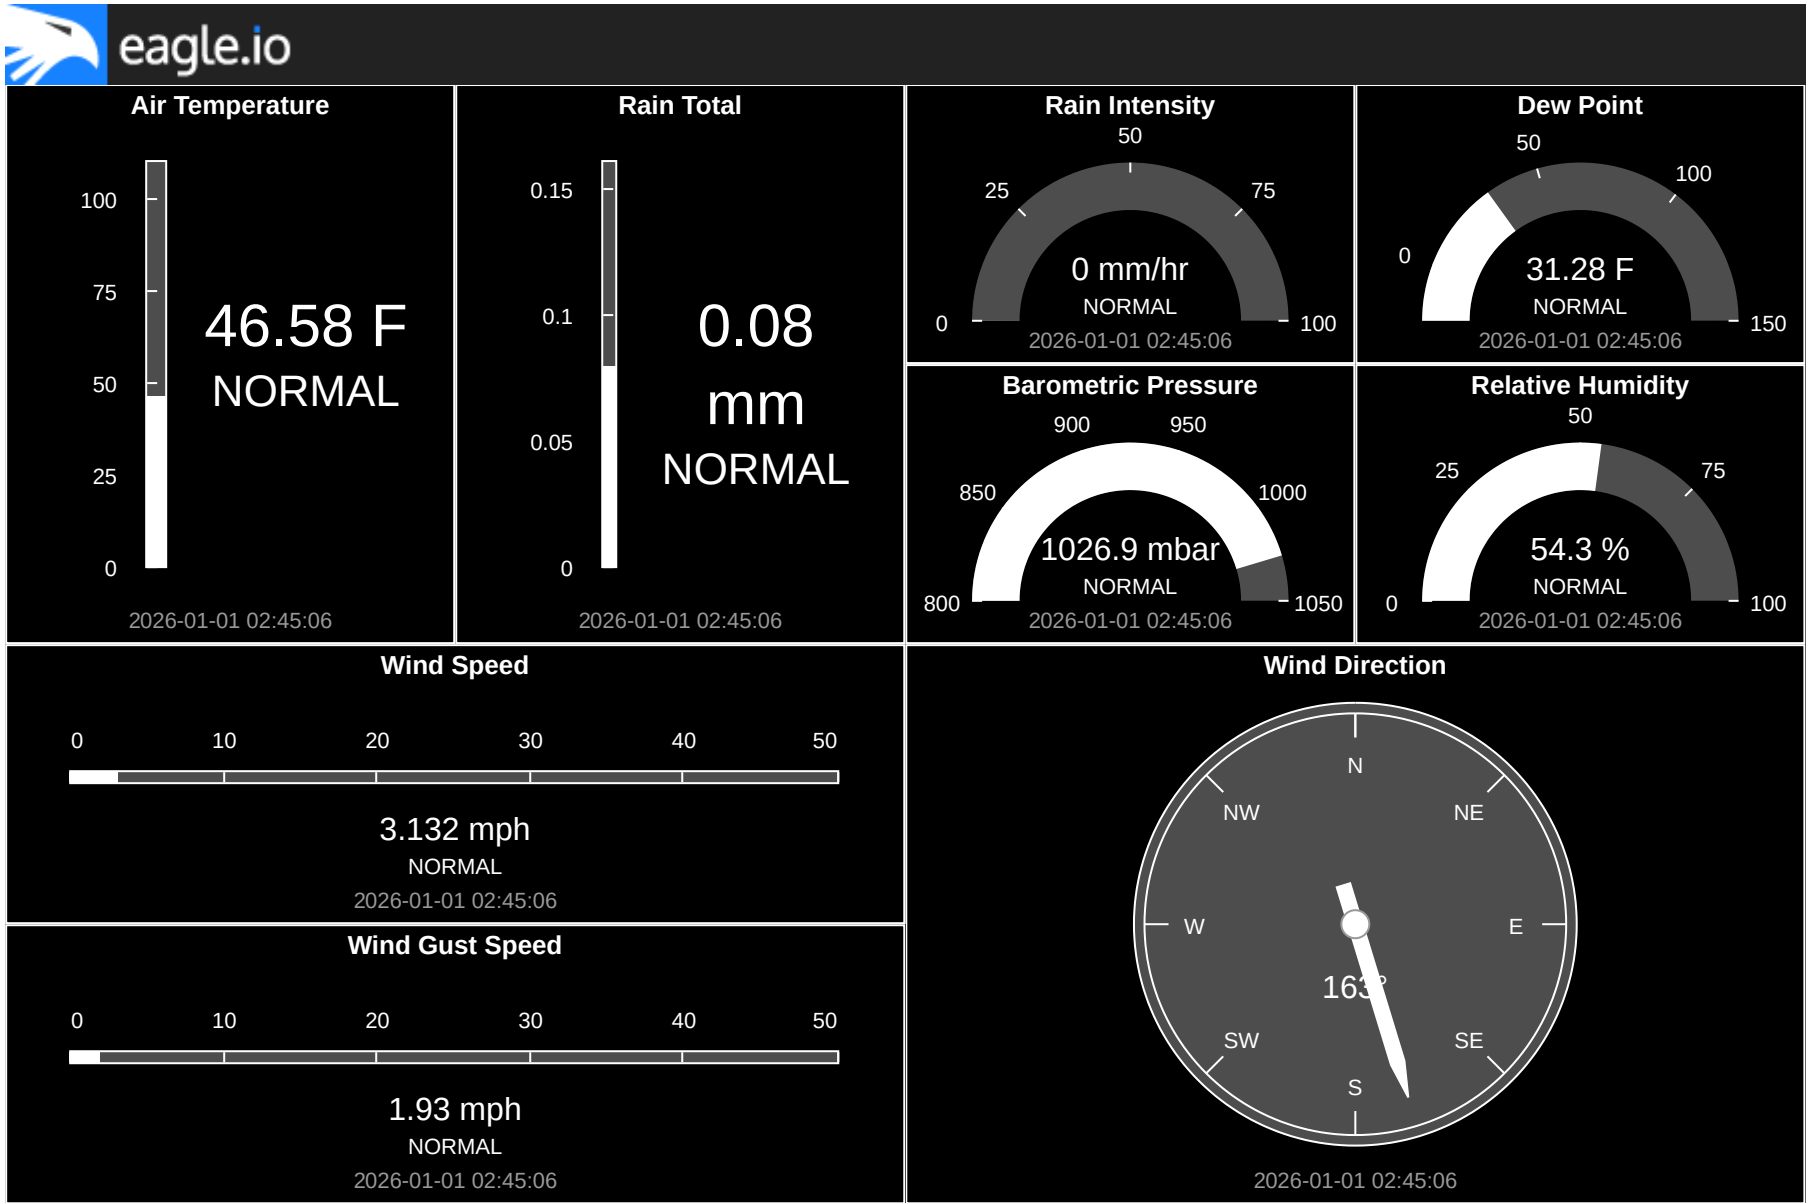 eagle.io
Air Temperature
100
75
50
25
0
46.58 F
NORMAL
2026-01-01 02:45:06
Rain Total
0.15
0.1
0.05
0
0.08
mm
NORMAL
2026-01-01 02:45:06
Rain Intensity
0
25
50
75
100
0 mm/hr
NORMAL
2026-01-01 02:45:06
Dew Point
0
50
100
150
31.28 F
NORMAL
2026-01-01 02:45:06
Barometric Pressure
800
850
900
950
1000
1050
1026.9 mbar
NORMAL
2026-01-01 02:45:06
Relative Humidity
0
25
50
75
100
54.3 %
NORMAL
2026-01-01 02:45:06
Wind Speed
0 10 20 30 40 50
3.132 mph
NORMAL
2026-01-01 02:45:06
Wind Gust Speed
0 10 20 30 40 50
1.93 mph
NORMAL
2026-01-01 02:45:06
Wind Direction
N
NW NE
W E
163°
SW SE
S
2026-01-01 02:45:06